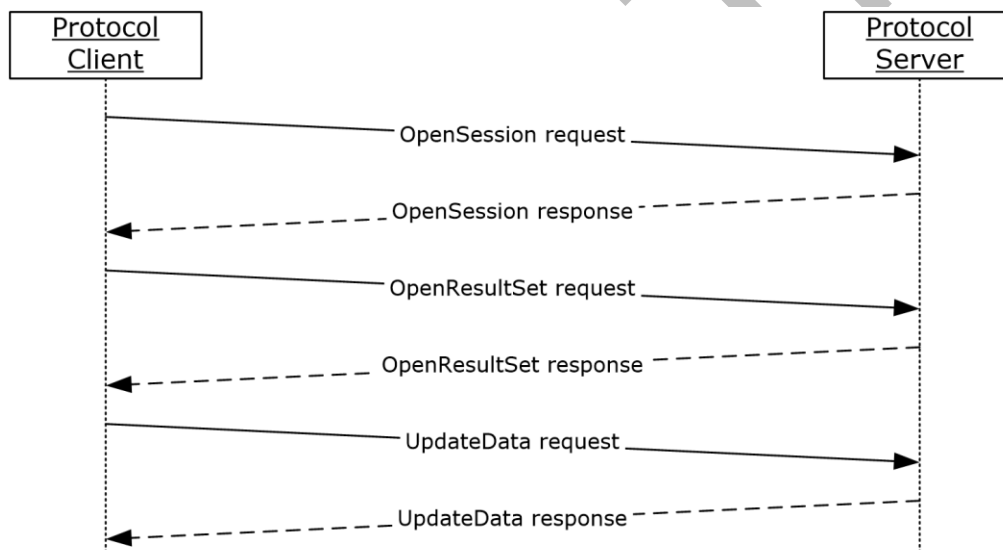 Protocol
Client
Protocol
Server
OpenSession request
OpenSession response
OpenResultSet request
OpenResultSet response
UpdateData request
UpdateData response